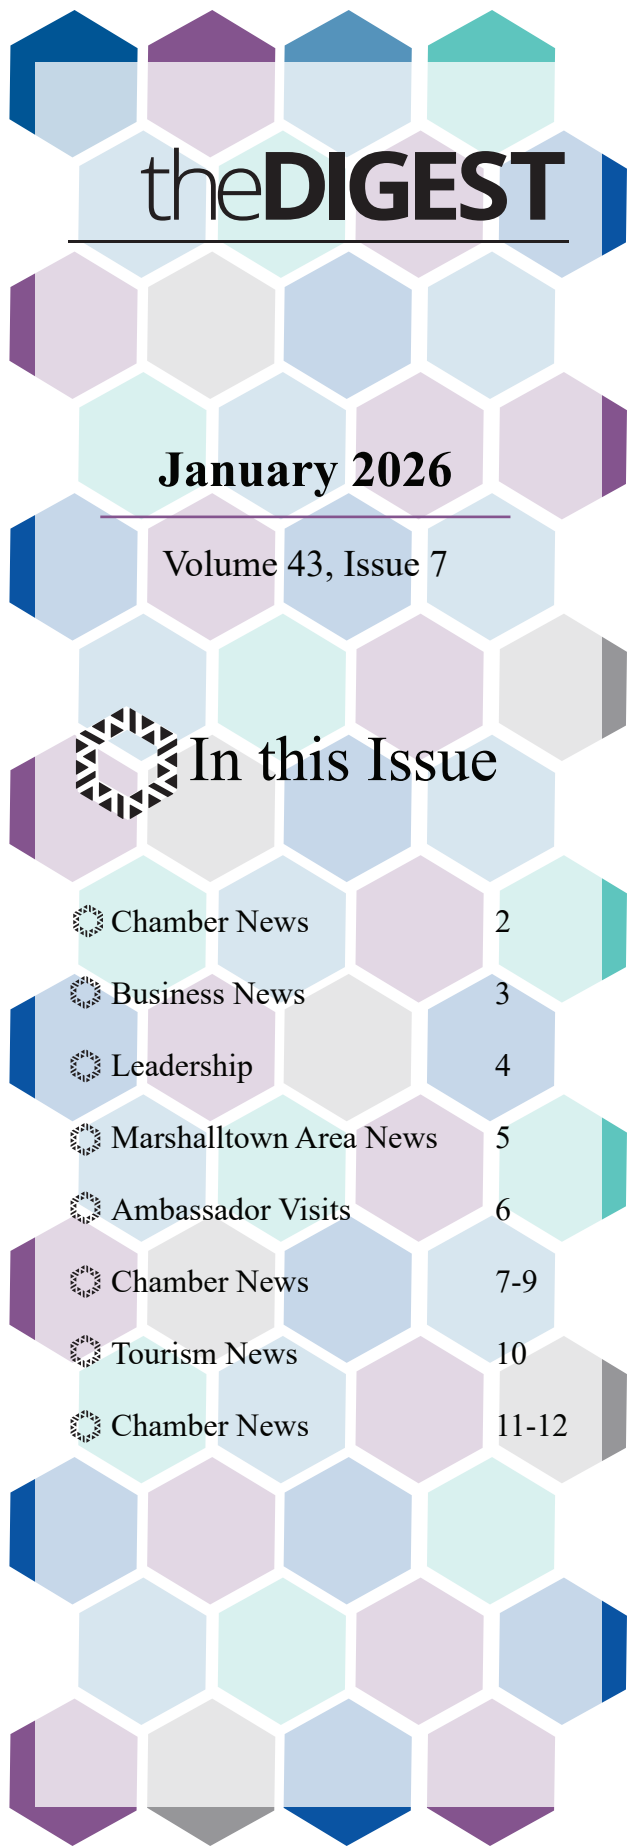 theDIGEST
January 2026
Volume 43, Issue 7
In this Issue
Chamber News 2
Business News 3
Leadership 4
Marshalltown Area News 5
Ambassador Visits 6
Chamber News 7-9
Tourism News 10
Chamber News 11-12